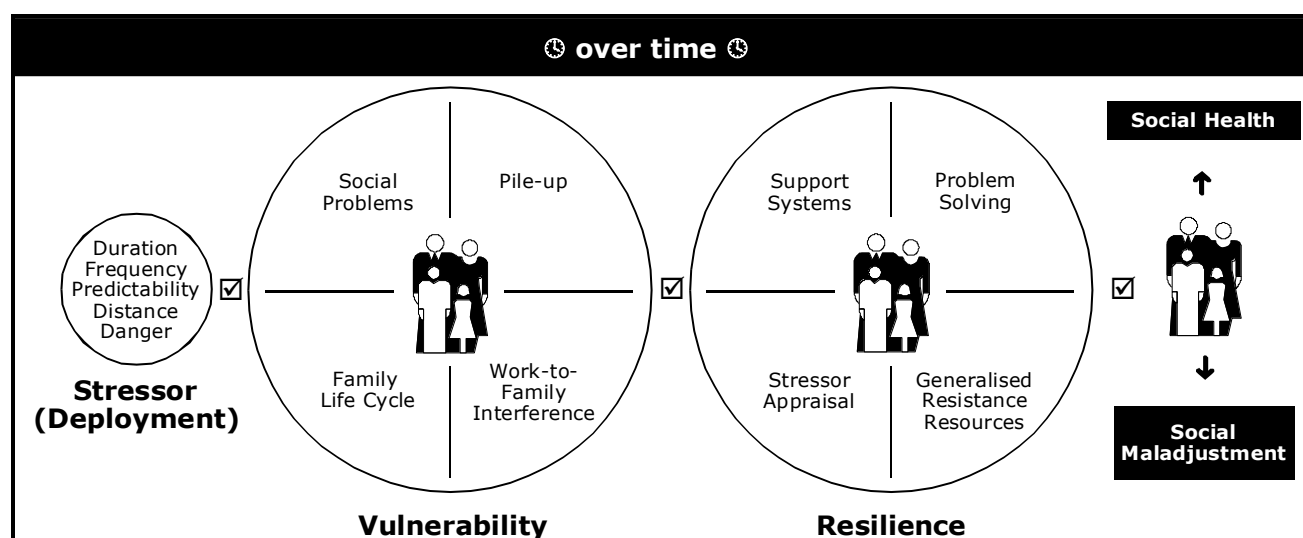 over time
Social Health
Social
Problems
Pile-up
Support
Systems
Problem
Solving
Duration
Frequency
Predictability
Distance
Danger
Stressor
(Deployment)
Family
Life Cycle
Work-to-
Family
Interference
Stressor
Appraisal
Generalised
Resistance
Resources
Social
Maladjustment
Vulnerability
Resilience